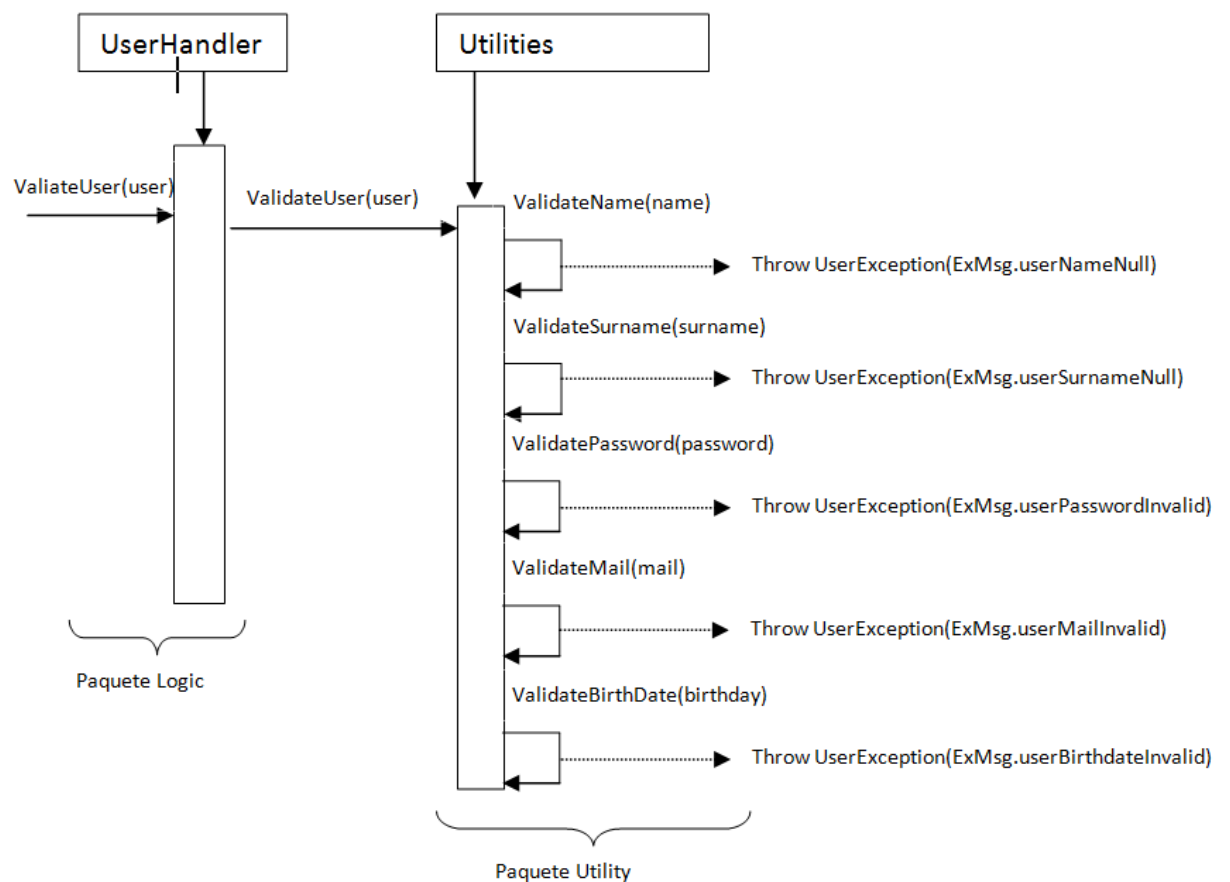 UserHandler
Utilities
ValiateUser(user)
ValidateUser(user)
ValidateName(name)
Throw UserException(ExMsg.userNameNull)
ValidateSurname(surname)
Throw UserException(ExMsg.userSurnameNull)
ValidatePassword(password)
Throw UserException(ExMsg.userPasswordInvalid)
ValidateMail(mail)
Throw UserException(ExMsg.userMailInvalid)
Paquete Logic
ValidateBirthDate(birthday)
Throw UserException(ExMsg.userBirthdateInvalid)
Paquete Utility